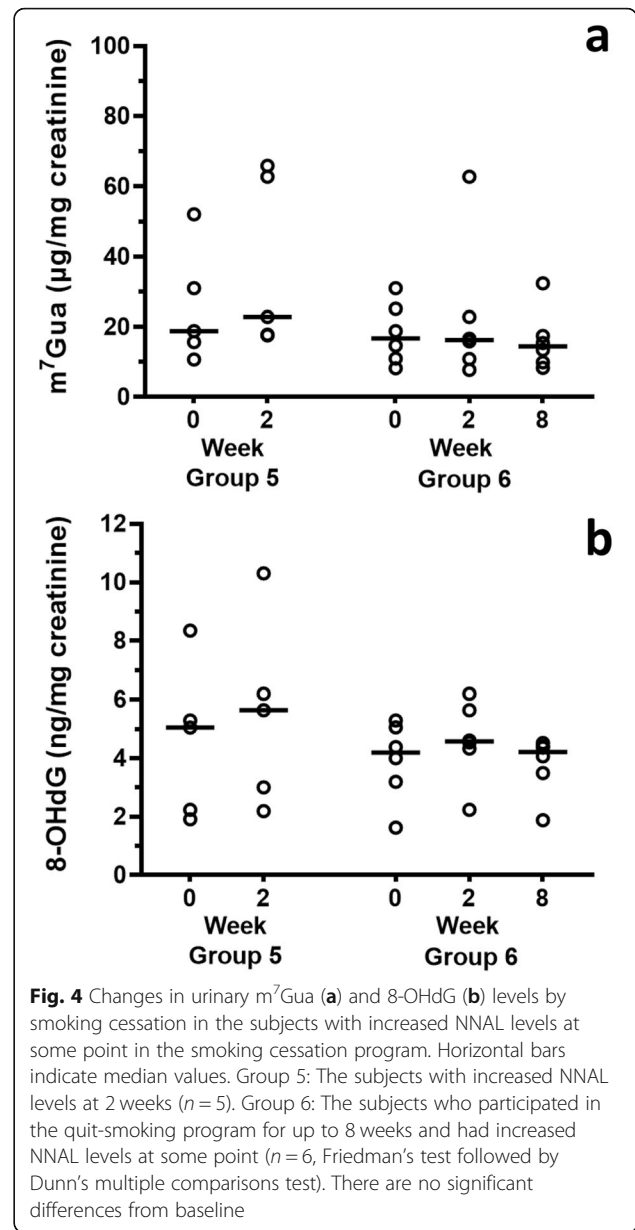 a
m⁷Gua (µg/mg creatinine)
100
80
60
40
20
0
0 2 0 2 8
Week Week
Group 5 Group 6
b
8-OHdG (ng/mg creatinine)
12
10
8
6
4
2
0
0 2 0 2 8
Week Week
Group 5 Group 6
Fig. 4 Changes in urinary m⁷Gua (a) and 8-OHdG (b) levels by
smoking cessation in the subjects with increased NNAL levels at
some point in the smoking cessation program. Horizontal bars
indicate median values. Group 5: The subjects with increased NNAL
levels at 2 weeks (n = 5). Group 6: The subjects who participated in
the quit-smoking program for up to 8 weeks and had increased
NNAL levels at some point (n = 6, Friedman's test followed by
Dunn's multiple comparisons test). There are no significant
differences from baseline